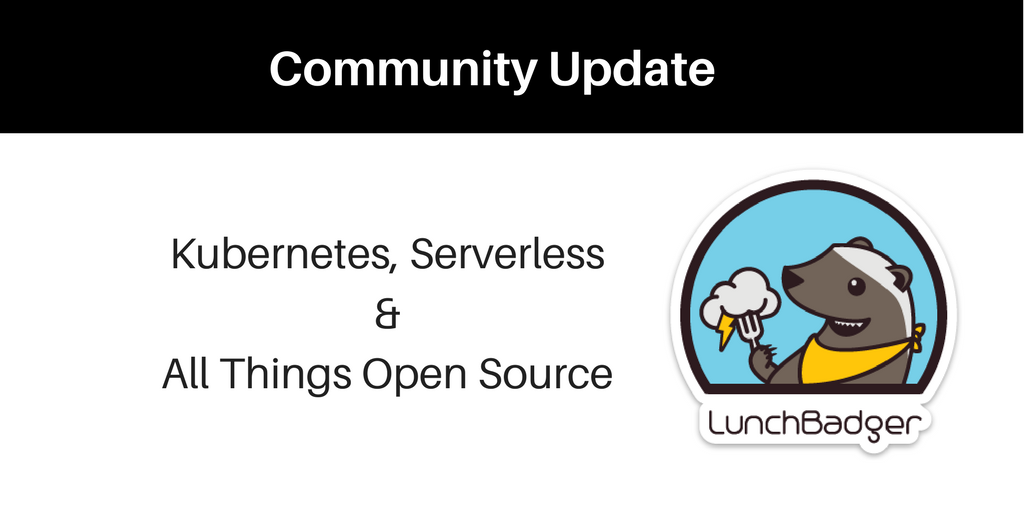 Community Update
Kubernetes, Serverless
&
All Things Open Source
LunchBadger